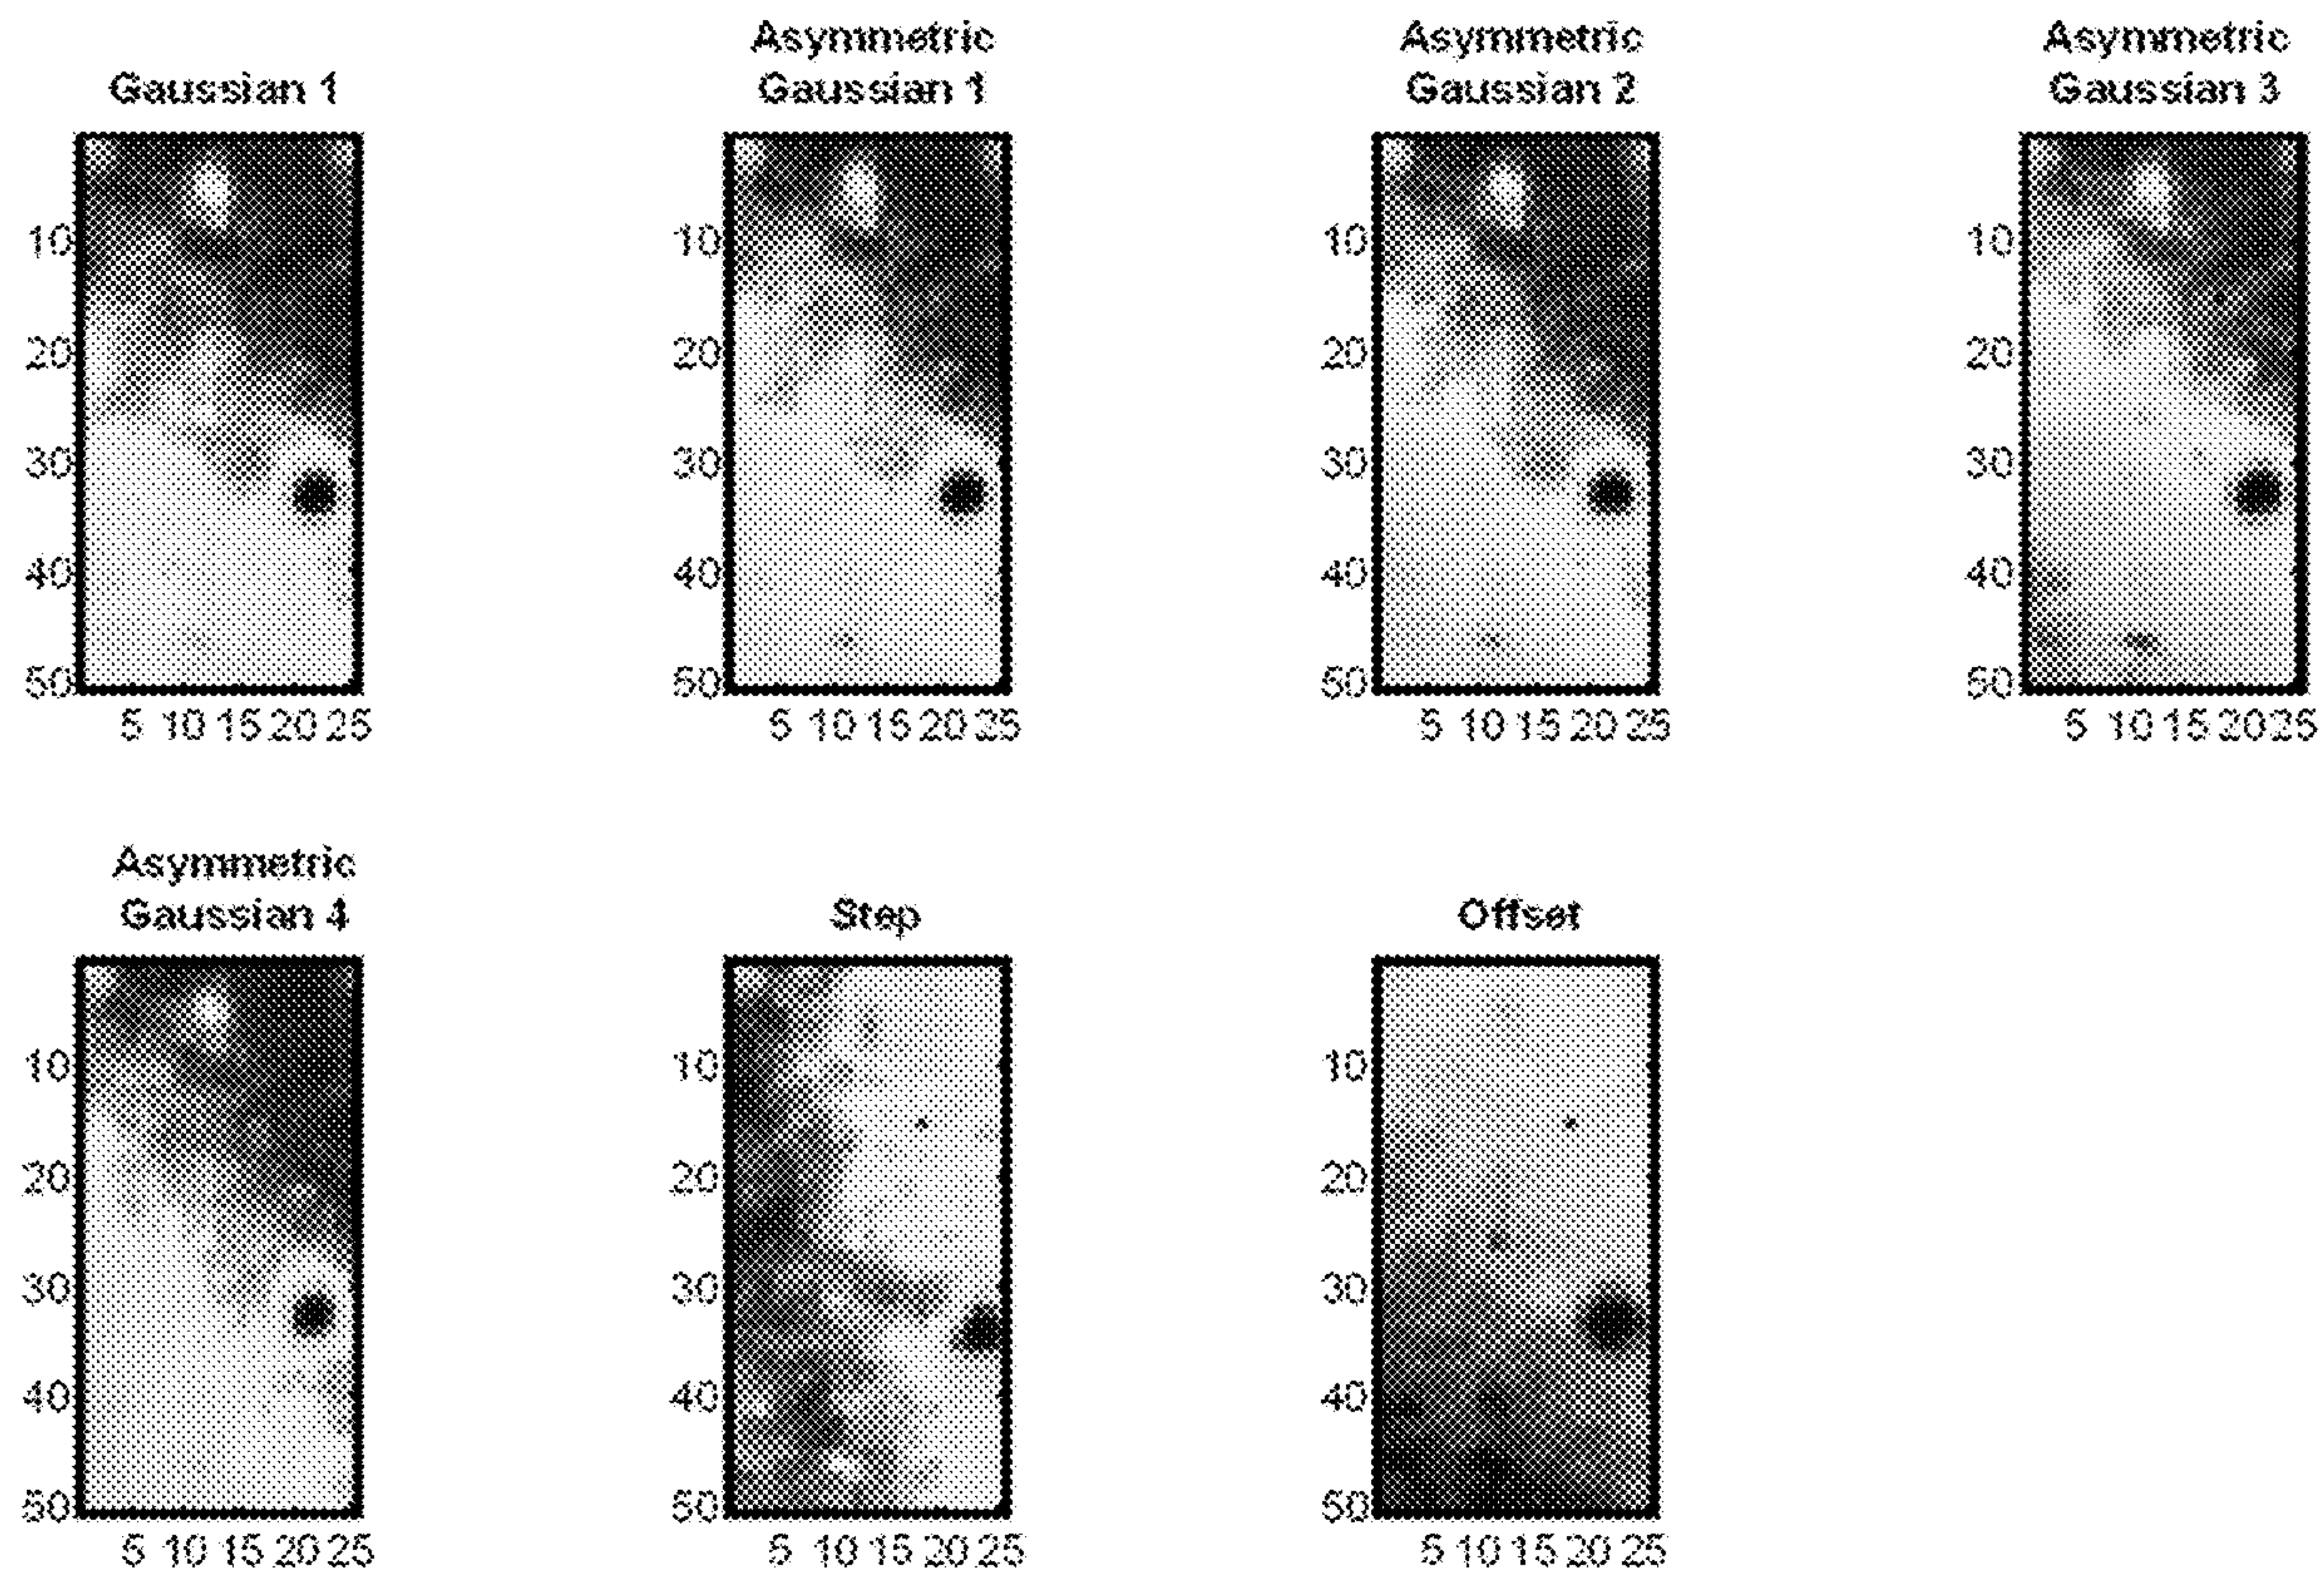 Asymmetric Asymmetric Asymmetric
Gaussian 1 Gaussian 1 Gaussian 2 Gaussian 3
10 10 10 10
20 20 20 20
30 30 30 30
40 40 40 40
50 50 50 50
5 10 15 20 25 5 10 15 20 25 5 10 15 20 25 5 10 15 20 25
Asymmetric
Gaussian 4 Step Offset
10 10 10
20 20 20
30 30 30
40 40 40
50 50 50
5 10 15 20 25 5 10 15 20 25 5 10 15 20 25